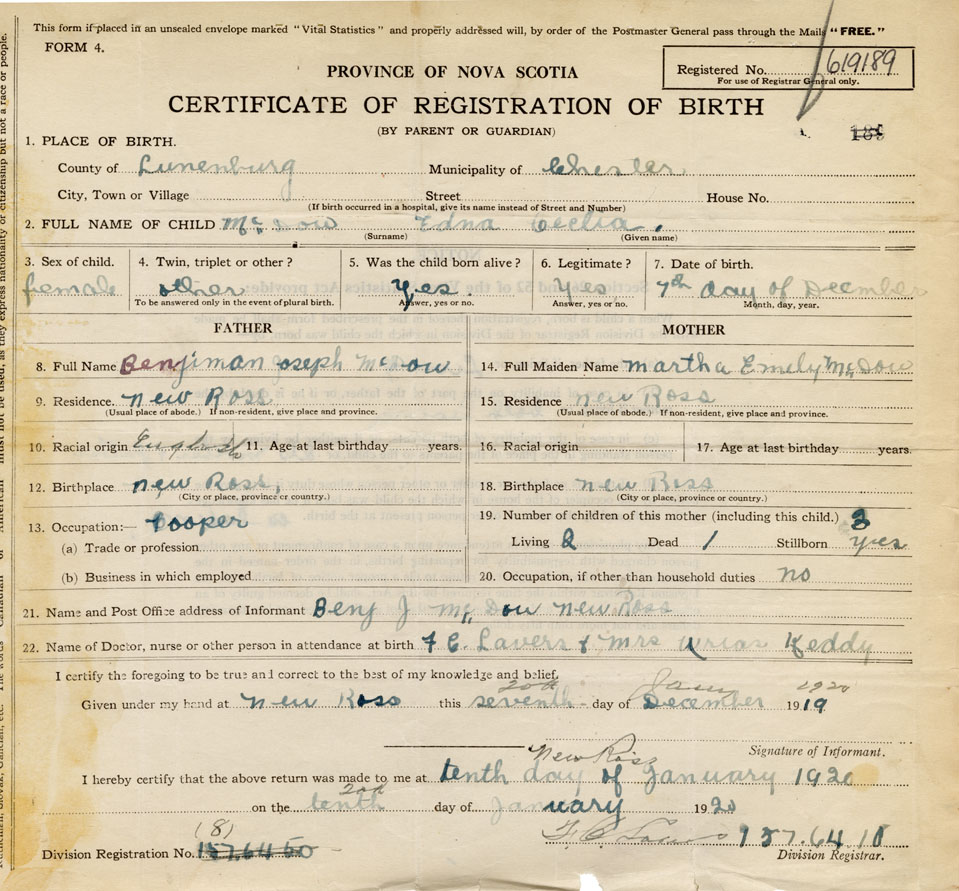 This form if placed in an unsealed envelope marked "Vital Statistics" and properly addressed will, by order of the Postmaster General pass through the Mails "FREE."
FORM 4.
Registered No. 619189
For use of Registrar General only.
PROVINCE OF NOVA SCOTIA
CERTIFICATE OF REGISTRATION OF BIRTH
(BY PARENT OR GUARDIAN)
1. PLACE OF BIRTH.
County of Lunenburg Municipality of Chester
City, Town or Village Street House No.
(If birth occurred in a hospital, give its name instead of Street and Number)
2. FULL NAME OF CHILD Edna Cecelia.
(Surname) (Given name)
3. Sex of child. 4. Twin, triplet or other? 5. Was the child born alive? 6. Legitimate? 7. Date of birth.
female other Yes. Yes 7th day of December
To be answered only in the event of plural birth. Answer, yes or no. Answer, yes or no. Month, day, year.
FATHER MOTHER
8. Full Name Benjiman oseph McDow 14. Full Maiden Name Martha Emely McDow
9. Residence. New Ross 15. Residence New Ross
(Usual place of abode.) If non-resident, give place and province. (Usual place of abode.) If non-resident, give place and province.
10. Racial origin English 11. Age at last birthday years. 16. Racial origin 17. Age at last birthday years.
12. Birthplace New Ross, 18. Birthplace New Ross
(City or place, province or country.) (City or place, province or country.)
13. Occupation:— Cooper 19. Number of children of this mother (including this child.) 3
(a) Trade or profession Living 2 Dead 1 Stillborn yes
(b) Business in which employed 20. Occupation, if other than household duties no
21. Name and Post Office address of Informant Benj J McDow New Ross
22. Name of Doctor, nurse or other person in attendance at birth F C. Lavers & Mrs Urias Keddy
I certify the foregoing to be true and correct to the best of my knowledge and belief.
20th Jany 1920
Given under my hand at New Ross this seventh day of December 1919
Signature of Informant.
New Ross
I hereby certify that the above return was made to me at tenth day of January 1920
20th
on the tenth day of January 1920
157.64.10
(8)
Division Registration No. Division Registrar.